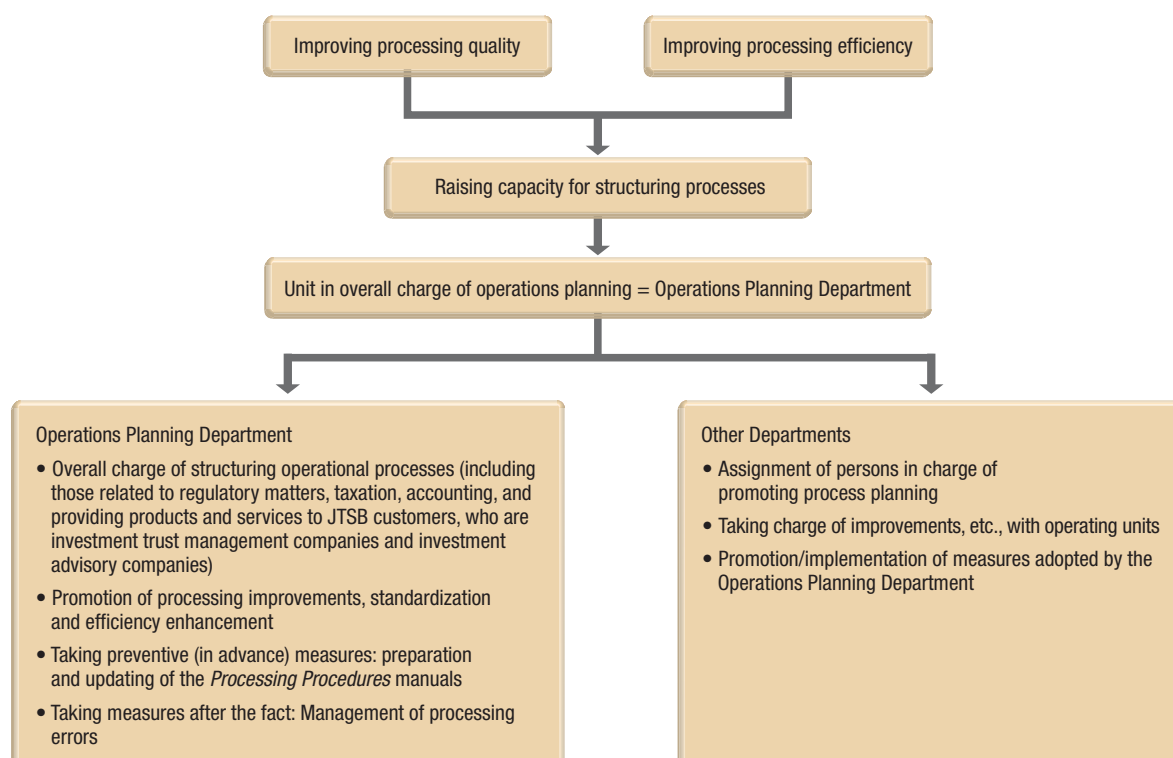 Improving processing quality
Improving processing efficiency
Raising capacity for structuring processes
Unit in overall charge of operations planning = Operations Planning Department
Operations Planning Department
• Overall charge of structuring operational processes (including
those related to regulatory matters, taxation, accounting, and
providing products and services to JTSB customers, who are
investment trust management companies and investment
advisory companies)
• Promotion of processing improvements, standardization
and efficiency enhancement
• Taking preventive (in advance) measures: preparation
and updating of the Processing Procedures manuals
• Taking measures after the fact: Management of processing
errors
Other Departments
• Assignment of persons in charge of
promoting process planning
• Taking charge of improvements, etc., with operating units
• Promotion/implementation of measures adopted by the
Operations Planning Department